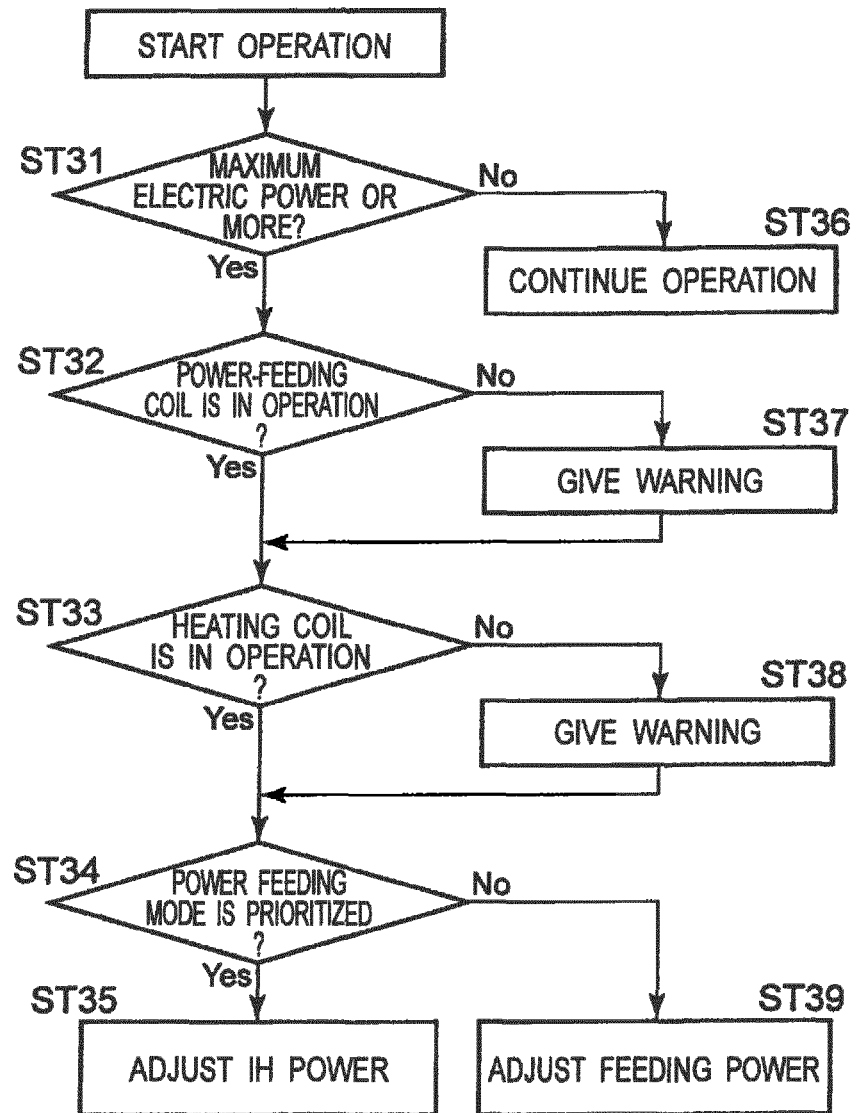 START OPERATION
ST31
MAXIMUM
ELECTRIC POWER OR
MORE?
No
Yes
ST36
CONTINUE OPERATION
ST32
POWER-FEEDING
COIL IS IN OPERATION
?
No
Yes
ST37
GIVE WARNING
ST33
HEATING COIL
IS IN OPERATION
?
No
Yes
ST38
GIVE WARNING
ST34
POWER FEEDING
MODE IS PRIORITIZED
?
No
Yes
ST35
ADJUST IH POWER
ST39
ADJUST FEEDING POWER